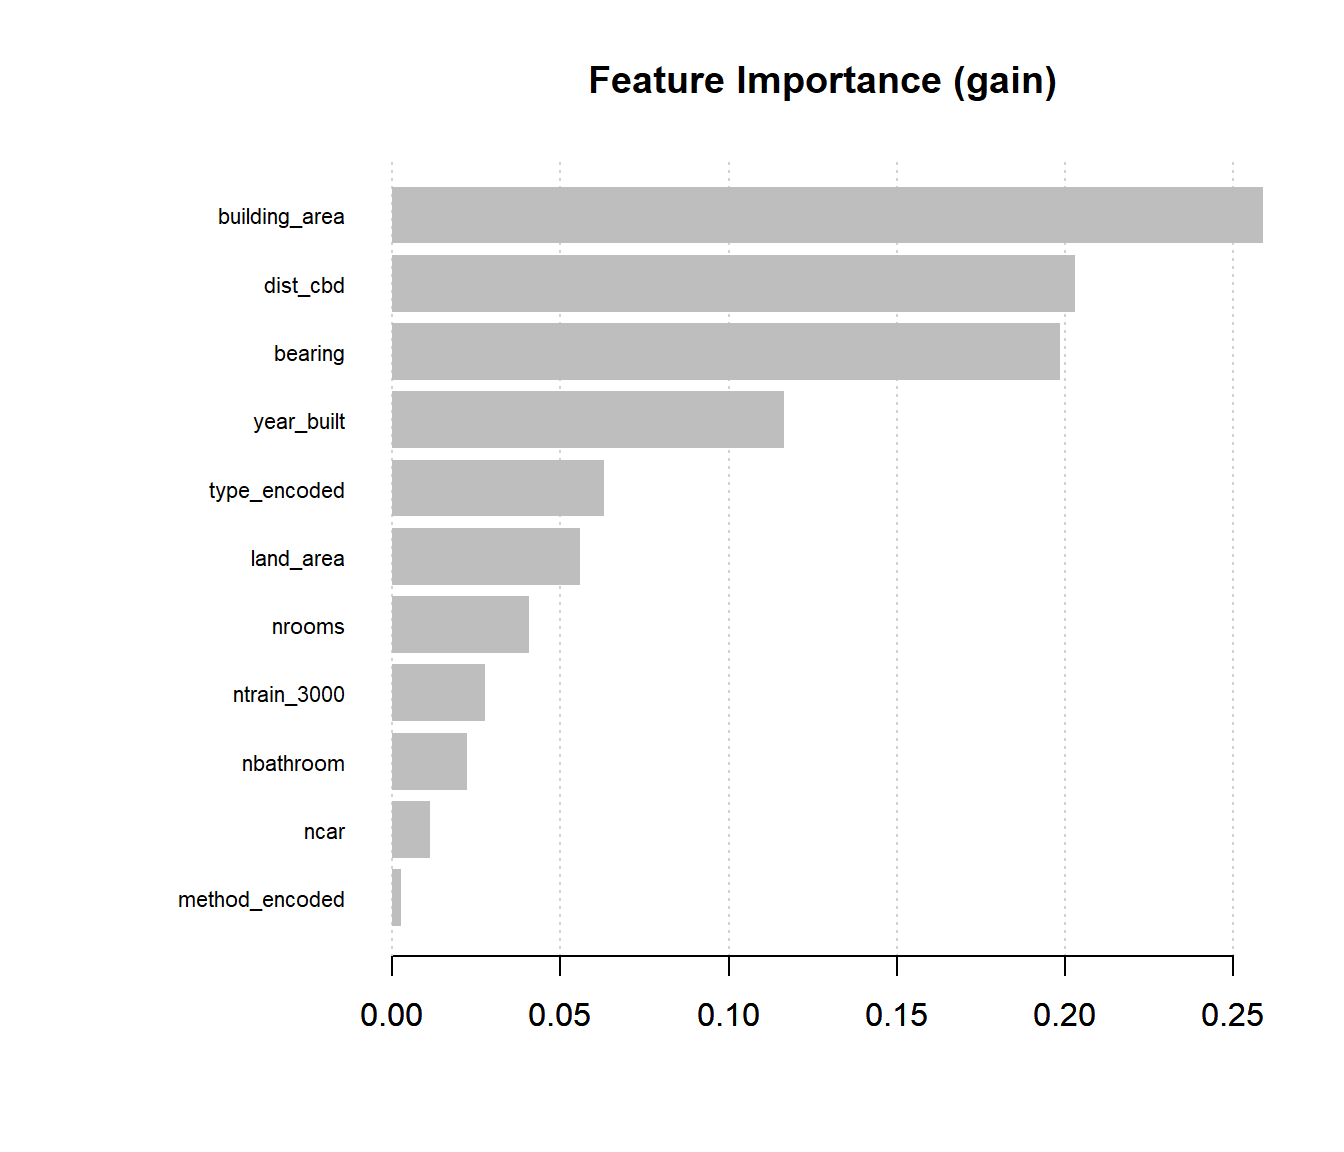 Feature Importance (gain)
building_area
dist_cbd
bearing
year_built
type_encoded
land_area
nrooms
ntrain_3000
nbathroom
ncar
method_encoded
0.00 0.05 0.10 0.15 0.20 0.25